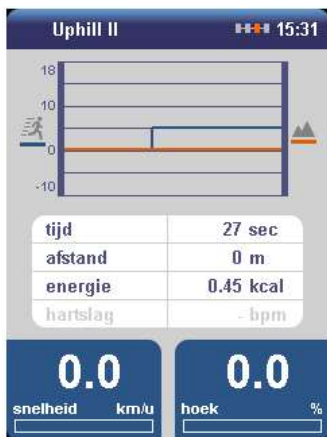 Uphill II 15:31
18
10
0
-10
tijd 27 sec
afstand 0 m
energie 0.45 kcal
hartslag - bpm
0.0 0.0
snelheid km/u hoek %